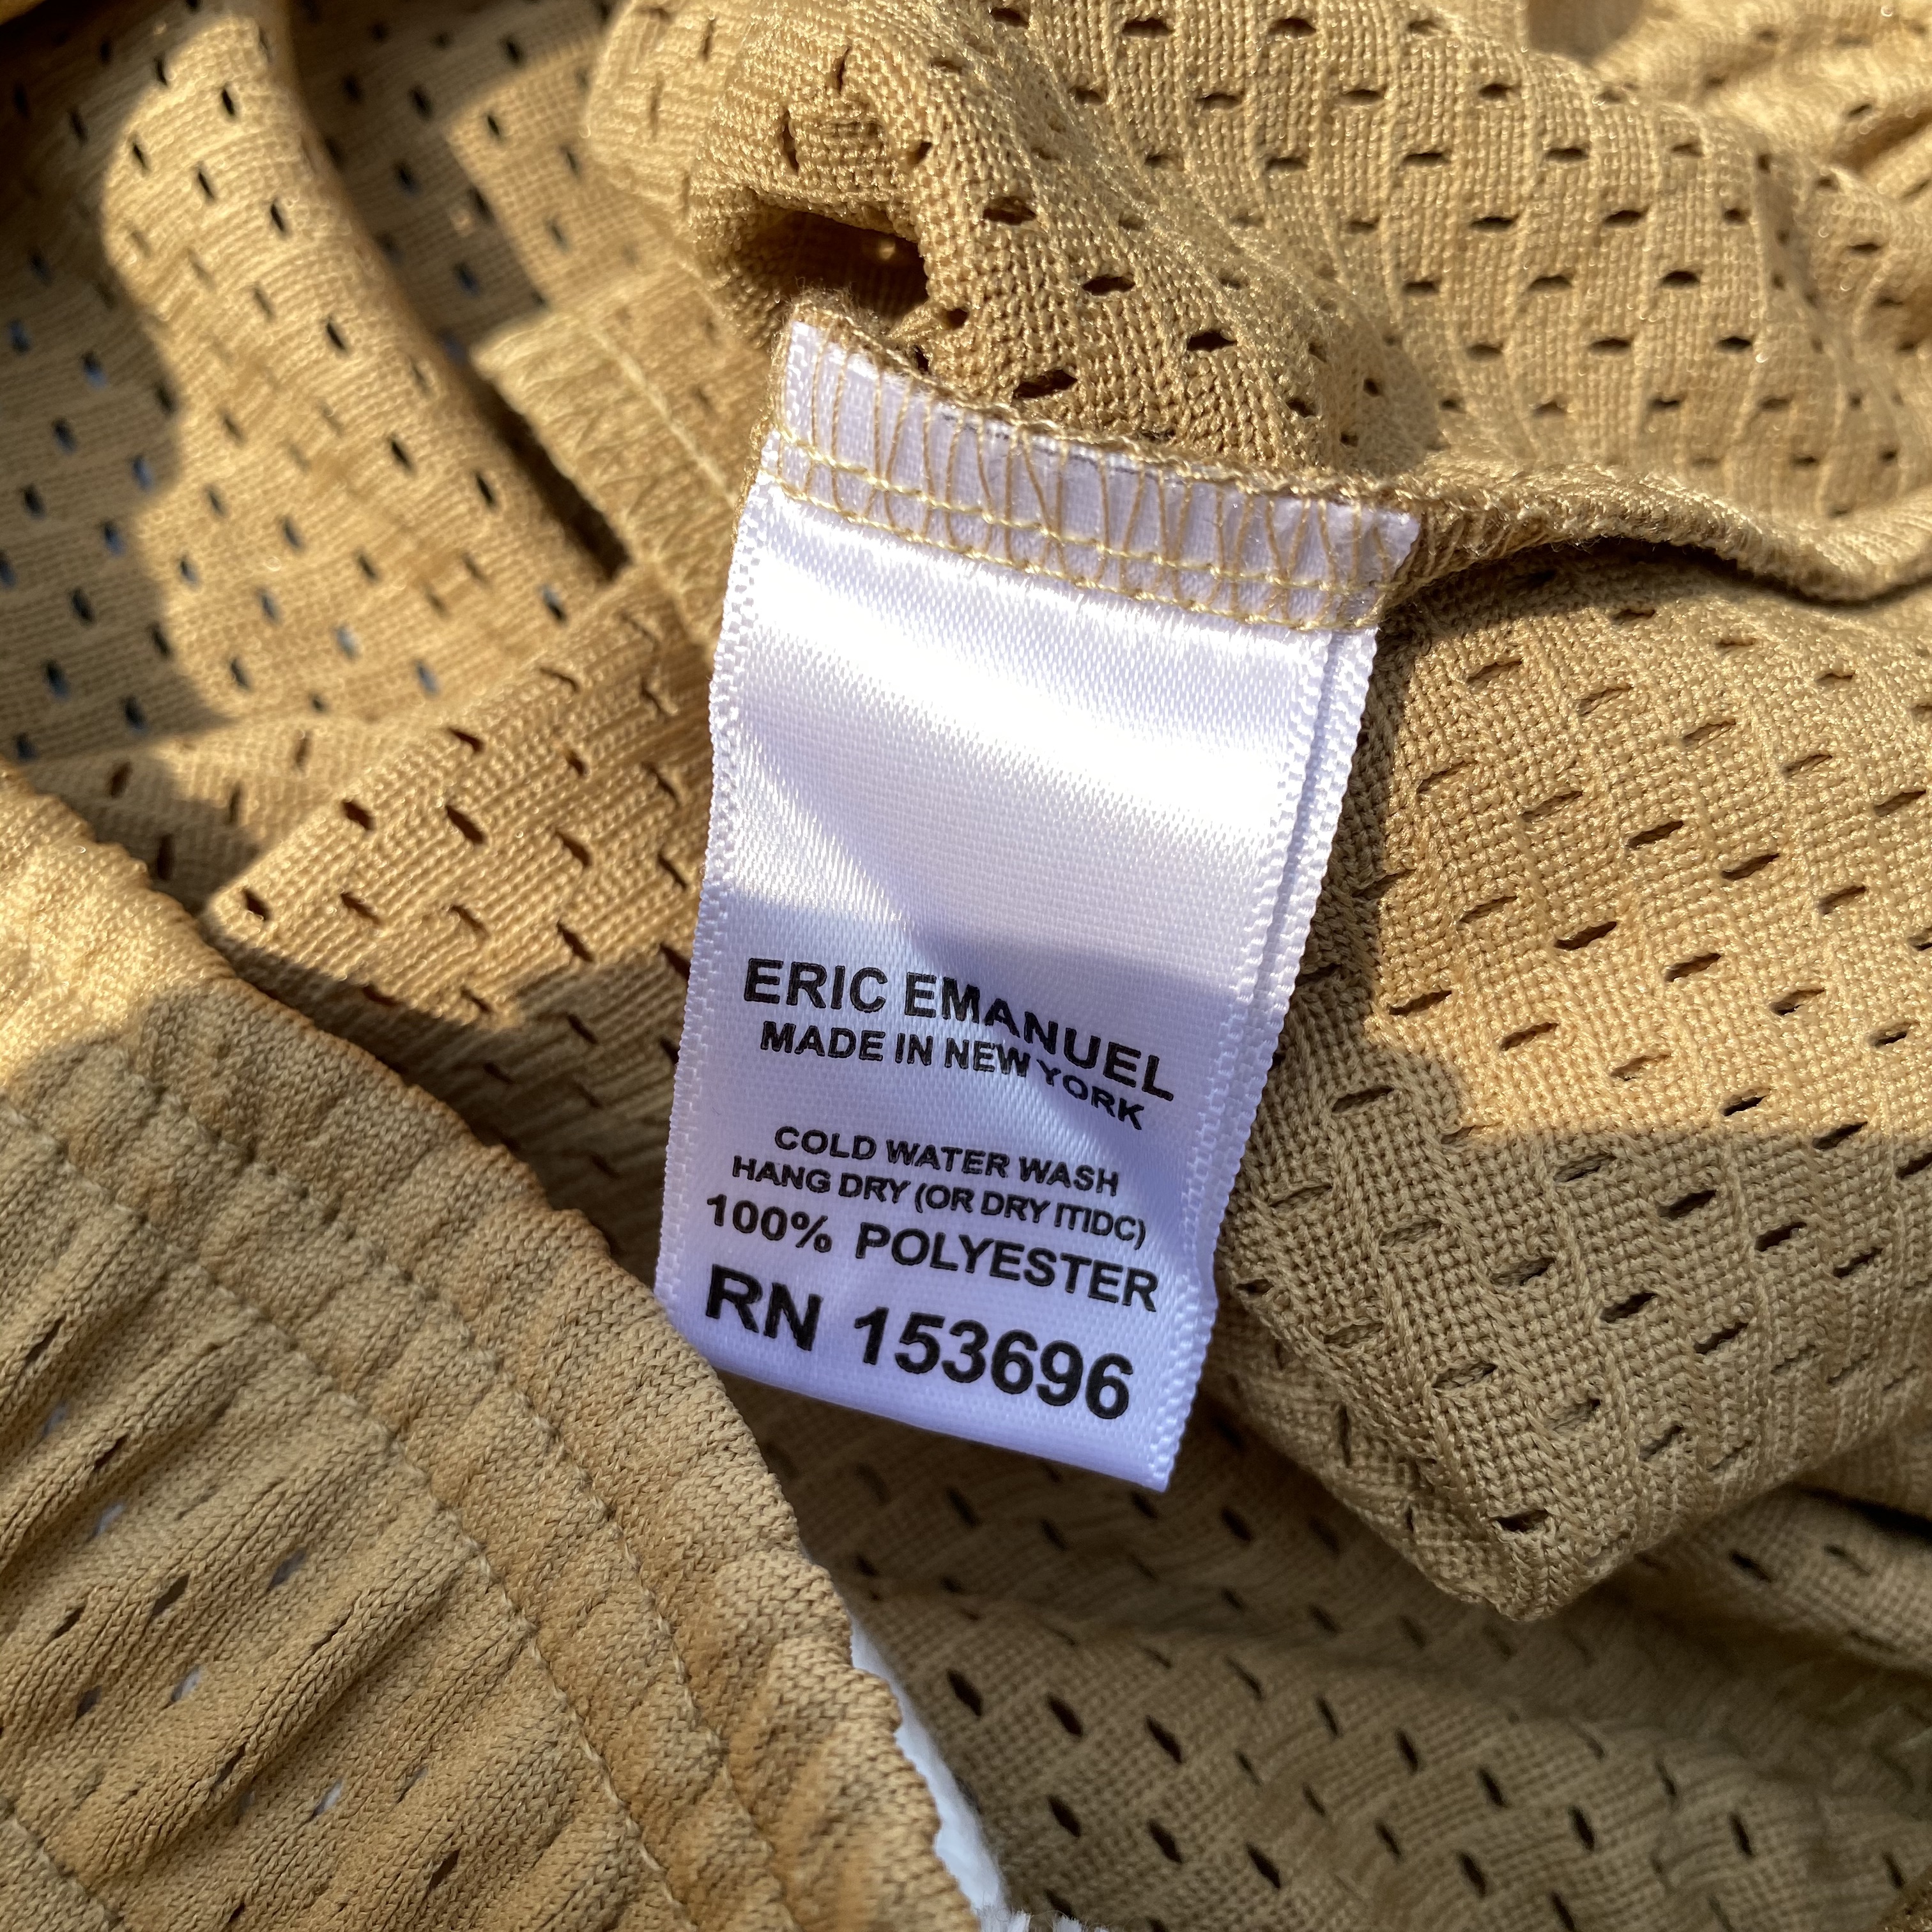 ERIC EMANUEL
MADE IN NEW YORK
COLD WATER WASH
HANG DRY (OR DRY ITIDC)
100% POLYESTER
RN 153696